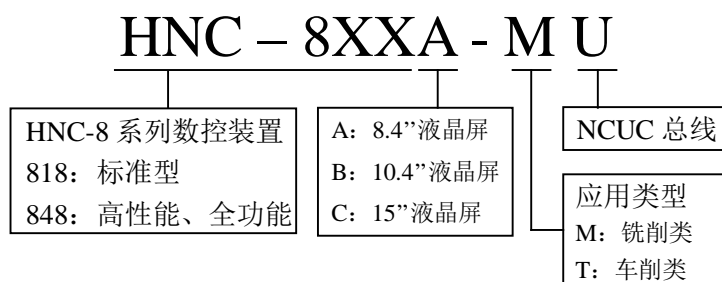 HNC – 8XXA - M U
HNC-8 系列数控装置
818：标准型
848：高性能、全功能
A：8.4’’液晶屏
B：10.4’’液晶屏
C：15’’液晶屏
NCUC 总线
应用类型
M：铣削类
T：车削类